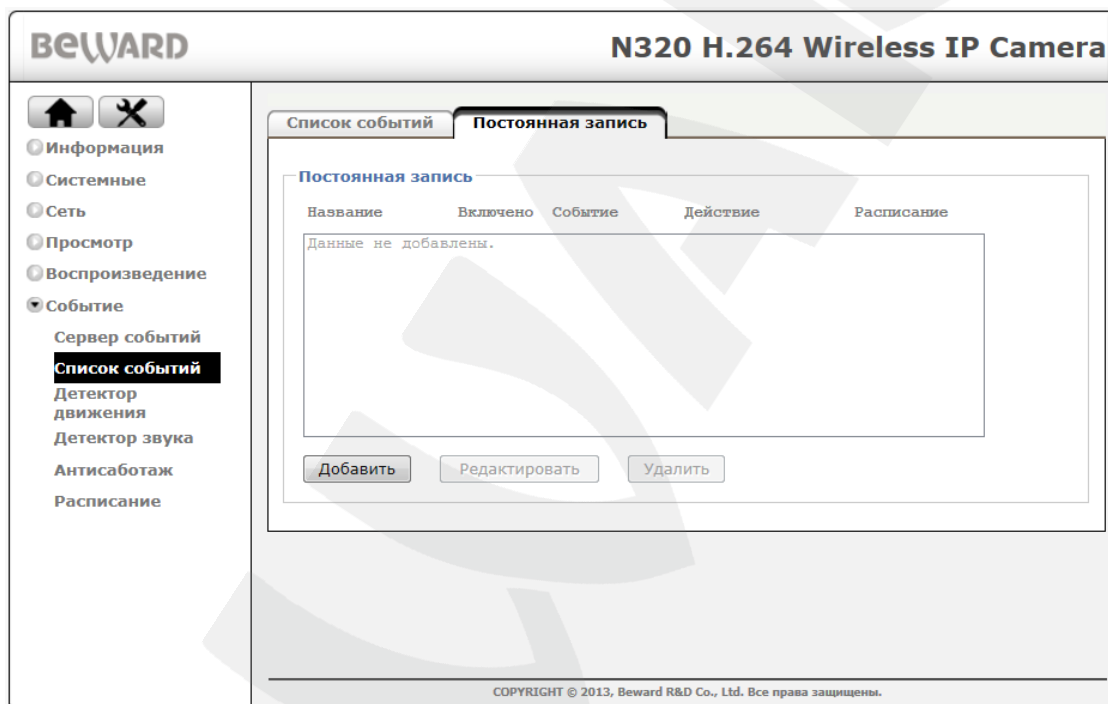 BEWARD
N320 H.264 Wireless IP Camera
Информация
Системные
Сеть
Просмотр
Воспроизведение
Событие
Сервер событий
Список событий
Детектор
движения
Детектор звука
Антисаботаж
Расписание
Список событий Постоянная запись
Постоянная запись
Название Включено Событие Действие Расписание
Данные не добавлены.
Добавить Редактировать Удалить
COPYRIGHT © 2013, Beward R&D Co., Ltd. Все права защищены.